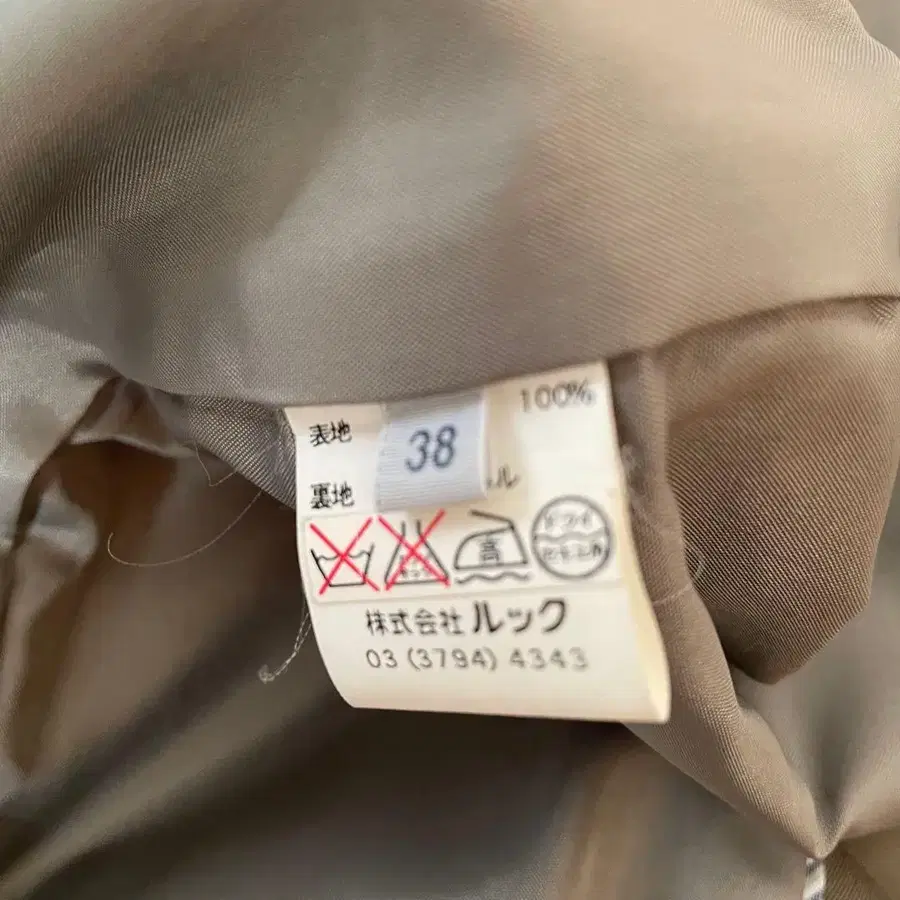 表地 100%
38
裏地
高
ドライ
セキユ系
株式会社 ルック
03 (3794) 4343